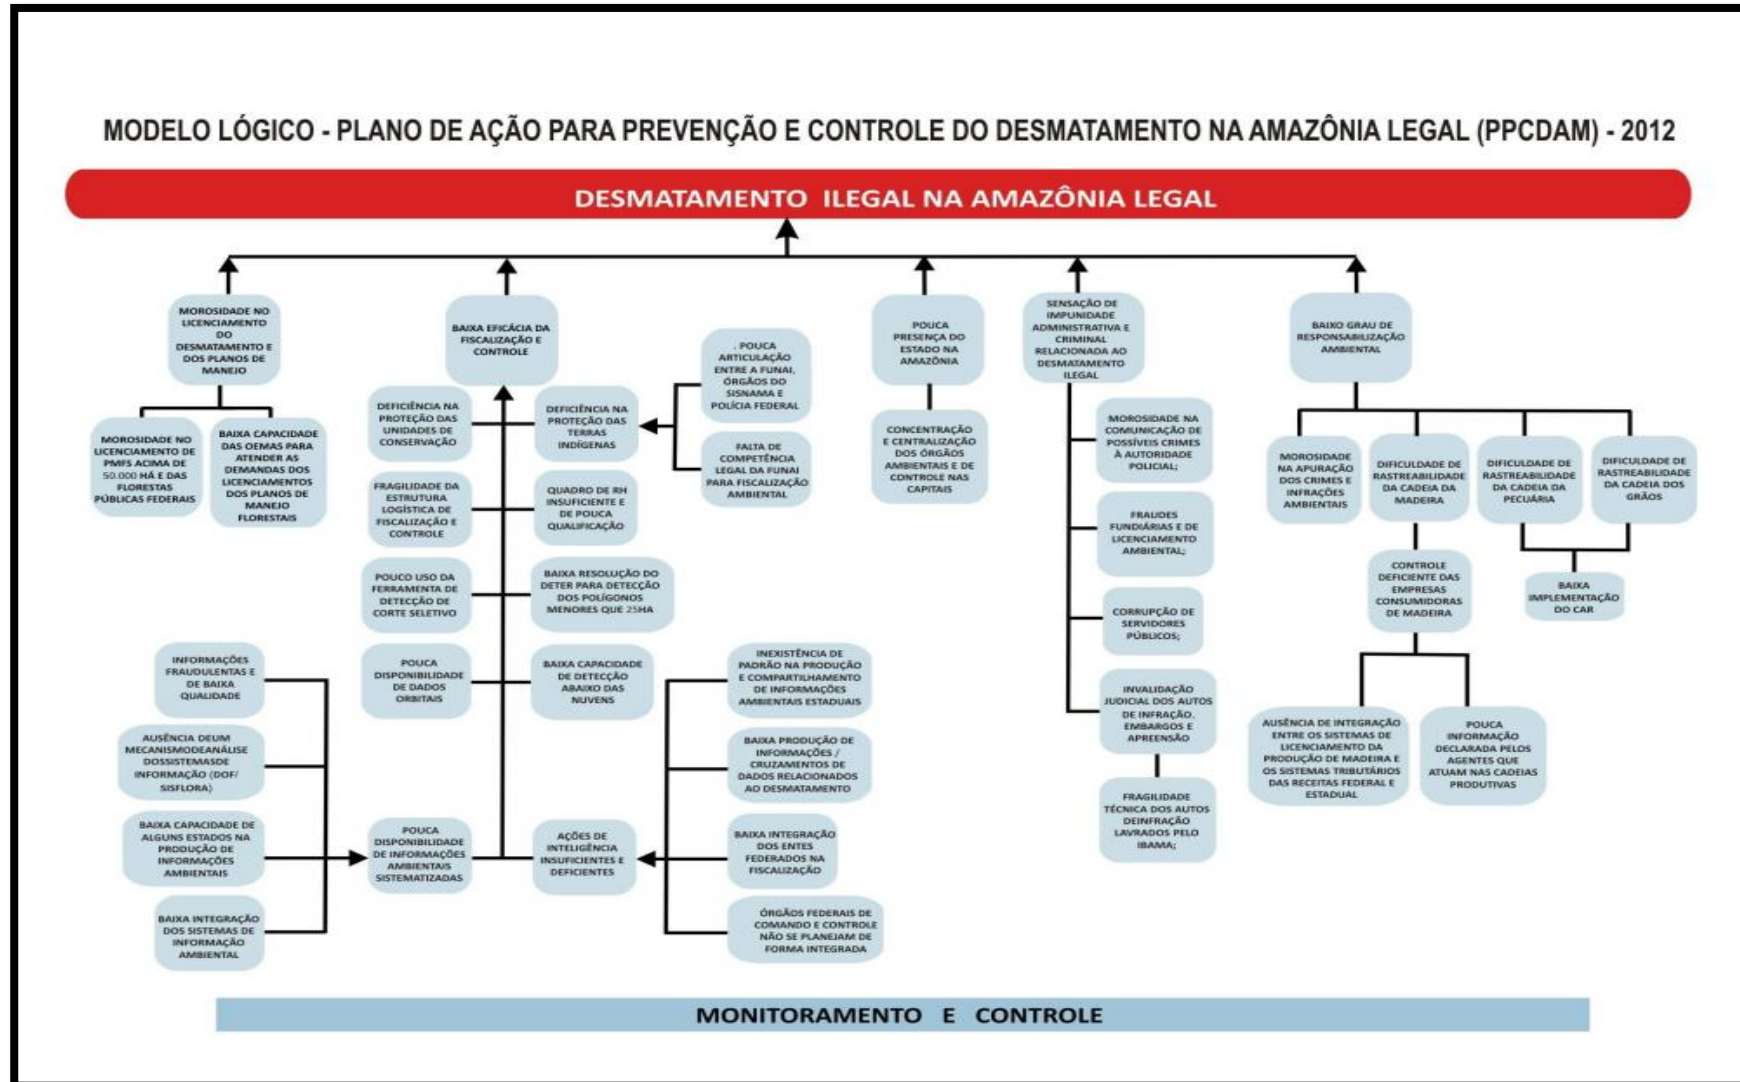 MODELO LÓGICO - PLANO DE AÇÃO PARA PREVENÇÃO E CONTROLE DO DESMATAMENTO NA AMAZÔNIA LEGAL (PPCDAM) - 2012
DESMATAMENTO ILEGAL NA AMAZÔNIA LEGAL
MOROSIDADE NO
LICENCIAMENTO
DO
DESMATAMENTO E
DOS PLANOS DE
MANEJO
MOROSIDADE NO
LICENCIAMENTO DE
PMFS ACIMA DE
50.000 HÁ E DAS
FLORESTAS
PÚBLICAS FEDERAIS
BAIXA CAPACIDADE
DAS OEMAS PARA
ATENDER AS
DEMANDAS DOS
LICENCIAMENTOS
DOS PLANOS DE
MANEJO
FLORESTAIS
BAIXA EFICÁCIA DA
FISCALIZAÇÃO E
CONTROLE
DEFICIÊNCIA NA
PROTEÇÃO DAS
UNIDADES DE
CONSERVAÇÃO
DEFICIÊNCIA NA
PROTEÇÃO DAS
TERRAS
INDÍGENAS
. POUCA
ARTICULAÇÃO
ENTRE A FUNAI,
ÓRGÃOS DO
SISNAMA E
POLÍCIA FEDERAL
FALTA DE
COMPETÊNCIA
LEGAL DA FUNAI
PARA FISCALIZAÇÃO
AMBIENTAL
FRAGILIDADE DA
ESTRUTURA
LOGÍSTICA DE
FISCALIZAÇÃO E
CONTROLE
QUADRO DE RH
INSUFICIENTE E
DE POUCA
QUALIFICAÇÃO
POUCO USO DA
FERRAMENTA DE
DETECÇÃO DE
CORTE SELETIVO
BAIXA RESOLUÇÃO DO
DETER PARA DETECÇÃO
DOS POLÍGONOS
MENORES QUE 25HA
POUCA
DISPONIBILIDADE
DE DADOS
ORBITAIS
BAIXA CAPACIDADE
DE DETECÇÃO
ABAIXO DAS
NUVENS
INFORMAÇÕES
FRAUDULENTAS E
DE BAIXA
QUALIDADE
AUSÊNCIA DEUM
MECANISMODEANÁLISE
DOSSISTEMASDE
INFORMAÇÃO (DOF/
SISFLORA)
BAIXA CAPACIDADE DE
ALGUNS ESTADOS NA
PRODUÇÃO DE
INFORMAÇÕES
AMBIENTAIS
BAIXA INTEGRAÇÃO
DOS SISTEMAS DE
INFORMAÇÃO
AMBIENTAL
POUCA
DISPONIBILIDADE
DE INFORMAÇÕES
AMBIENTAIS
SISTEMATIZADAS
AÇÕES DE
INTELIGÊNCIA
INSUFICIENTES E
DEFICIENTES
INEXISTÊNCIA DE
PADRÃO NA PRODUÇÃO
E COMPARTILHAMENTO
DE INFORMAÇÕES
AMBIENTAIS ESTADUAIS
BAIXA PRODUÇÃO DE
INFORMAÇÕES /
CRUZAMENTOS DE
DADOS RELACIONADOS
AO DESMATAMENTO
BAIXA INTEGRAÇÃO
DOS ENTES
FEDERADOS NA
FISCALIZAÇÃO
ÓRGÃOS FEDERAIS DE
COMANDO E CONTROLE
NÃO SE PLANEJAM DE
FORMA INTEGRADA
POUCA
PRESENÇA DO
ESTADO NA
AMAZÔNIA
CONCENTRAÇÃO
E CENTRALIZAÇÃO
DOS ÓRGÃOS
AMBIENTAIS E DE
CONTROLE NAS
CAPITAIS
SENSAÇÃO DE
IMPUNIDADE
ADMINISTRATIVA E
CRIMINAL
RELACIONADA AO
DESMATAMENTO
ILEGAL
MOROSIDADE NA
COMUNICAÇÃO DE
POSSÍVEIS CRIMES
À AUTORIDADE
POLICIAL;
FRAUDES
FUNDIÁRIAS E DE
LICENCIAMENTO
AMBIENTAL;
CORRUPÇÃO DE
SERVIDORES
PÚBLICOS;
INVALIDAÇÃO
JUDICIAL DOS AUTOS
DE INFRAÇÃO,
EMBARGOS E
APREENSÃO
FRAGILIDADE
TÉCNICA DOS AUTOS
DEINFRAÇÃO
LAVRADOS PELO
IBAMA;
BAIXO GRAU DE
RESPONSABILIZAÇÃO
AMBIENTAL
MOROSIDADE
NA APURAÇÃO
DOS CRIMES E
INFRAÇÕES
AMBIENTAIS
DIFICULDADE DE
RASTREABILIDADE
DA CADEIA DA
MADEIRA
DIFICULDADE DE
RASTREABILIDADE
DA CADEIA DA
PECUÁRIA
DIFICULDADE DE
RASTREABILIDADE
DA CADEIA DOS
GRÃOS
CONTROLE
DEFICIENTE DAS
EMPRESAS
CONSUMIDORAS
DE MADEIRA
BAIXA
IMPLEMENTAÇÃO
DO CAR
AUSÊNCIA DE INTEGRAÇÃO
ENTRE OS SISTEMAS DE
LICENCIAMENTO DA
PRODUÇÃO DE MADEIRA E
OS SISTEMAS TRIBUTÁRIOS
DAS RECEITAS FEDERAL E
ESTADUAL
POUCA
INFORMAÇÃO
DECLARADA PELOS
AGENTES QUE
ATUAM NAS CADEIAS
PRODUTIVAS
MONITORAMENTO E CONTROLE